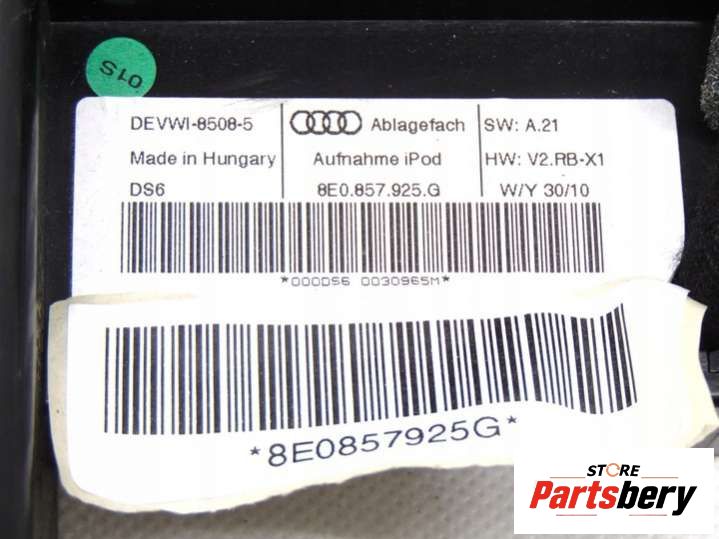 01S
DEVWI-8508-5
Made in Hungary
DS6
Ablagefach
Aufnahme iPod
8E0.857.925.G
SW: A.21
HW: V2.RB-X1
W/Y 30/10
*000DS6 0030965M*
*8E0857925G*
STORE
Partsbery